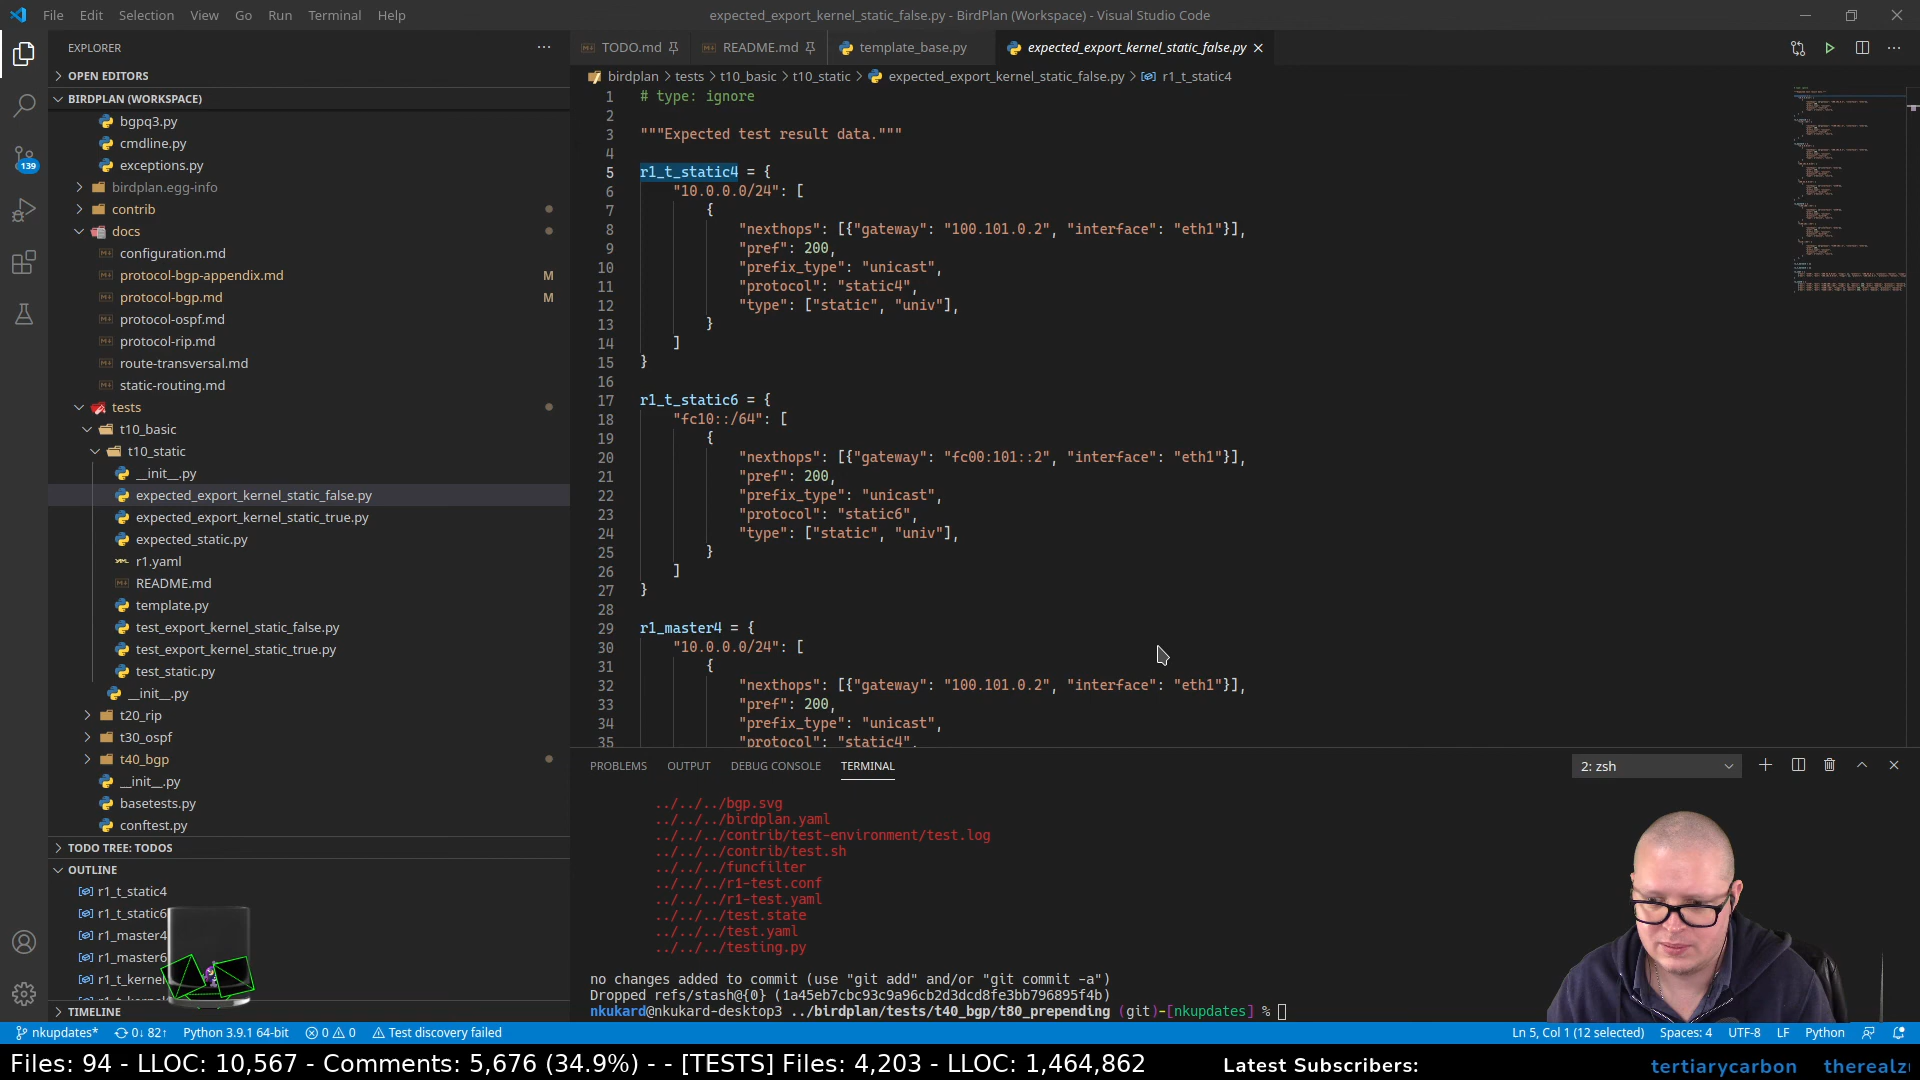 File Edit Selection View Go Run Terminal Help
expected_export_kernel_static_false.py - BirdPlan (Workspace) - Visual Studio Code
EXPLORER
OPEN EDITORS
BIRDPLAN (WORKSPACE)
bgpq3.py
cmdline.py
exceptions.py
birdplan.egg-info
contrib
docs
configuration.md
protocol-bgp-appendix.md M
protocol-bgp.md M
protocol-ospf.md
protocol-rip.md
route-transversal.md
static-routing.md
tests
t10_basic
t10_static
__init__.py
expected_export_kernel_static_false.py
expected_export_kernel_static_true.py
expected_static.py
r1.yaml
README.md
template.py
test_export_kernel_static_false.py
test_export_kernel_static_true.py
test_static.py
__init__.py
t20_rip
t30_ospf
t40_bgp
__init__.py
basetests.py
conftest.py
TODO TREE: TODOS
OUTLINE
r1_t_static4
r1_t_static6
r1_master4
r1_master6
r1_t_kernel
TIMELINE
139
TODO.md README.md template_base.py expected_export_kernel_static_false.py
birdplan > tests > t10_basic > t10_static > expected_export_kernel_static_false.py > r1_t_static4
1 # type: ignore
2
3 """Expected test result data."""
4
5 r1_t_static4 = {
6 "10.0.0.0/24": [
7 {
8 "nexthops": [{"gateway": "100.101.0.2", "interface": "eth1"}],
9 "pref": 200,
10 "prefix_type": "unicast",
11 "protocol": "static4",
12 "type": ["static", "univ"],
13 }
14 ]
15 }
16
17 r1_t_static6 = {
18 "fc10::/64": [
19 {
20 "nexthops": [{"gateway": "fc00:101::2", "interface": "eth1"}],
21 "pref": 200,
22 "prefix_type": "unicast",
23 "protocol": "static6",
24 "type": ["static", "univ"],
25 }
26 ]
27 }
28
29 r1_master4 = {
30 "10.0.0.0/24": [
31 {
32 "nexthops": [{"gateway": "100.101.0.2", "interface": "eth1"}],
33 "pref": 200,
34 "prefix_type": "unicast",
35 "protocol": "static4",
PROBLEMS OUTPUT DEBUG CONSOLE TERMINAL
2: zsh
../../../bgp.svg
../../../birdplan.yaml
../../../contrib/test-environment/test.log
../../../contrib/test.sh
../../../funcfilter
../../../r1-test.conf
../../../r1-test.yaml
../../../test.state
../../../test.yaml
../../../testing.py
no changes added to commit (use "git add" and/or "git commit -a")
Dropped refs/stash@{0} (1a45eb7cbc93c9a96cb2d3dcd8fe3bb796895f4b)
nkukard@nkukard-desktop3 ../birdplan/tests/t40_bgp/t80_prepending (git)-[nkupdates] %
nkupdates* 0↓ 82↑ Python 3.9.1 64-bit 0 0 Test discovery failed
Ln 5, Col 1 (12 selected) Spaces: 4 UTF-8 LF Python
Files: 94 - LLOC: 10,567 - Comments: 5,676 (34.9%) - - [TESTS] Files: 4,203 - LLOC: 1,464,862
Latest Subscribers: tertiarycarbon therealz